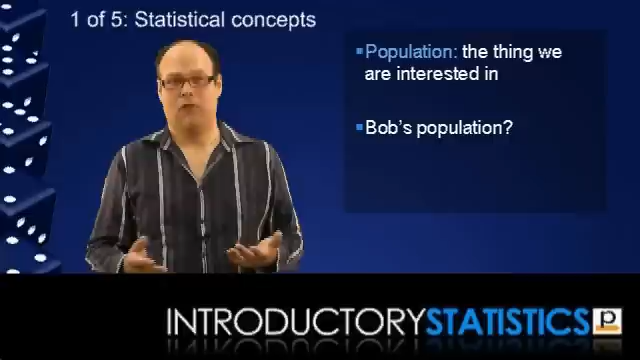 1 of 5: Statistical concepts
▪Population: the thing we
are interested in
▪Bob's population?
INTRODUCTORYSTATISTICS p